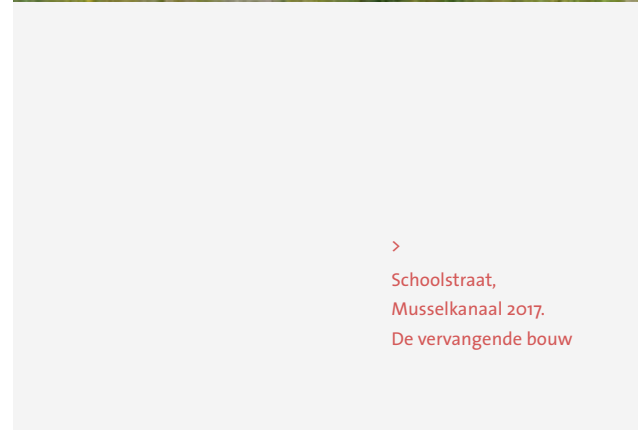 >
Schoolstraat,
Musselkanaal 2017.
De vervangende bouw